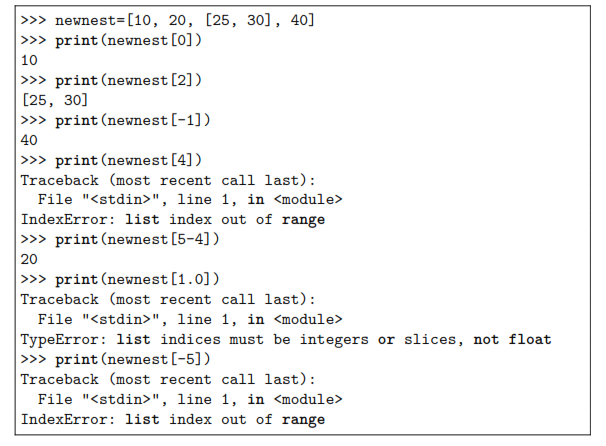 >>> newnest=[10, 20, [25, 30], 40]
>>> print(newnest[0])
10
>>> print(newnest[2])
[25, 30]
>>> print(newnest[-1])
40
>>> print(newnest[4])
Traceback (most recent call last):
  File "<stdin>", line 1, in <module>
IndexError: list index out of range
>>> print(newnest[5-4])
20
>>> print(newnest[1.0])
Traceback (most recent call last):
  File "<stdin>", line 1, in <module>
TypeError: list indices must be integers or slices, not float
>>> print(newnest[-5])
Traceback (most recent call last):
  File "<stdin>", line 1, in <module>
IndexError: list index out of range